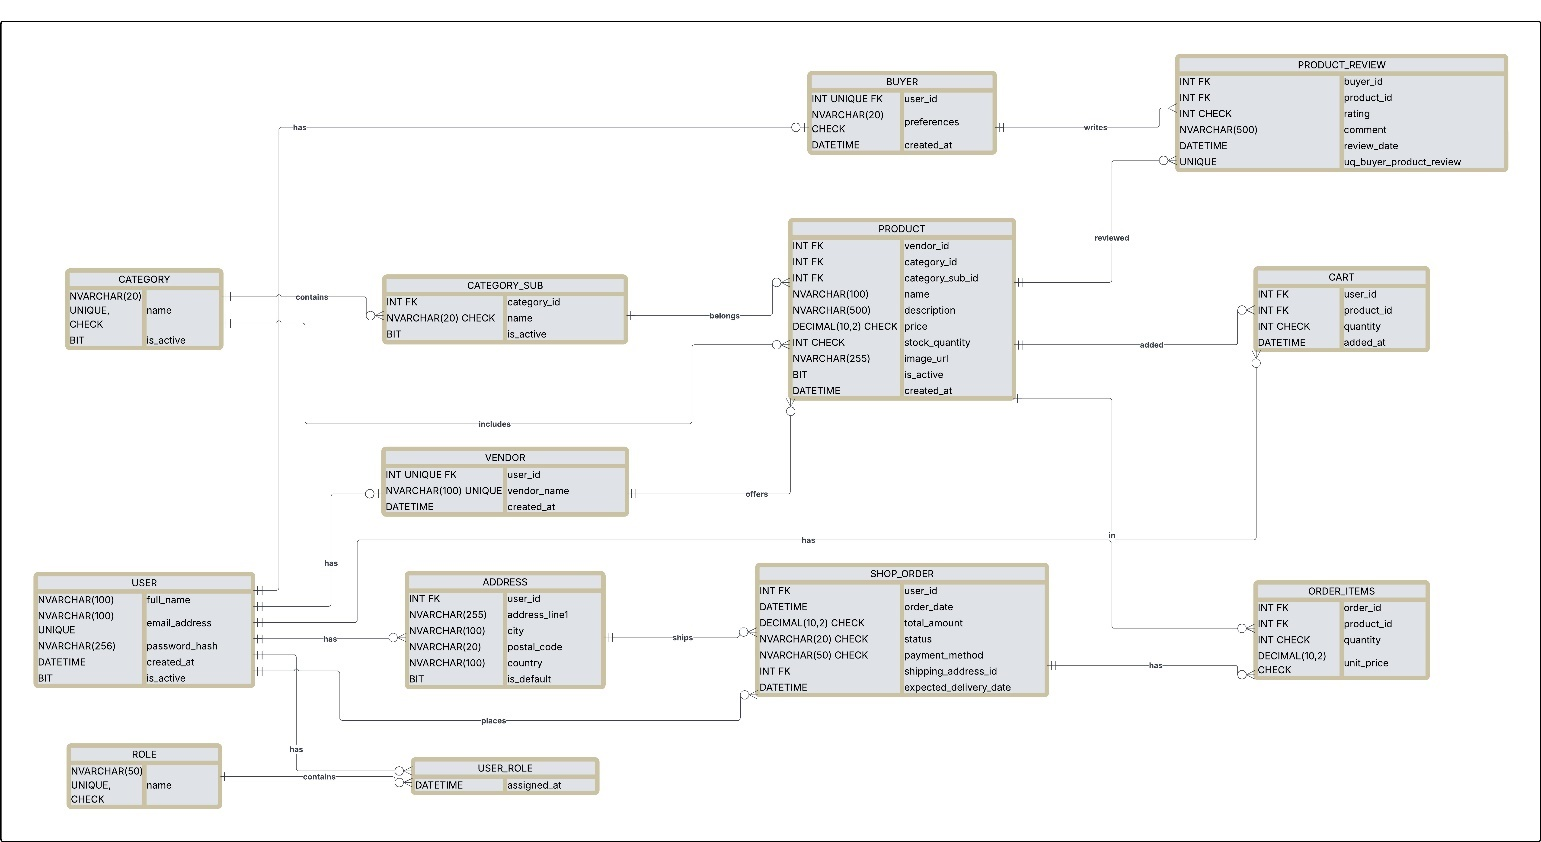 PRODUCT_REVIEW
INT FK buyer_id
INT FK product_id
INT CHECK rating
NVARCHAR(500) comment
DATETIME review_date
UNIQUE uq_buyer_product_review
BUYER
INT UNIQUE FK user_id
NVARCHAR(20) CHECK preferences
DATETIME created_at
has
writes
reviewed
PRODUCT
INT FK vendor_id
INT FK category_id
INT FK category_sub_id
NVARCHAR(100) name
NVARCHAR(500) description
DECIMAL(10,2) CHECK price
INT CHECK stock_quantity
NVARCHAR(255) image_url
BIT is_active
DATETIME created_at
CATEGORY
NVARCHAR(20) UNIQUE, CHECK name
BIT is_active
contains
CATEGORY_SUB
INT FK category_id
NVARCHAR(20) CHECK name
BIT is_active
belongs
CART
INT FK user_id
INT FK product_id
INT CHECK quantity
DATETIME added_at
added
includes
VENDOR
INT UNIQUE FK user_id
NVARCHAR(100) UNIQUE vendor_name
DATETIME created_at
offers
in
has
has
USER
NVARCHAR(100) full_name
NVARCHAR(100) UNIQUE email_address
NVARCHAR(256) password_hash
DATETIME created_at
BIT is_active
has
ADDRESS
INT FK user_id
NVARCHAR(255) address_line1
NVARCHAR(100) city
NVARCHAR(20) postal_code
NVARCHAR(100) country
BIT is_default
ships
SHOP_ORDER
INT FK user_id
DATETIME order_date
DECIMAL(10,2) CHECK total_amount
NVARCHAR(20) CHECK status
NVARCHAR(50) CHECK payment_method
INT FK shipping_address_id
DATETIME expected_delivery_date
has
ORDER_ITEMS
INT FK order_id
INT FK product_id
INT CHECK quantity
DECIMAL(10,2) CHECK unit_price
places
has
ROLE
NVARCHAR(50) UNIQUE, CHECK name
contains
USER_ROLE
DATETIME assigned_at